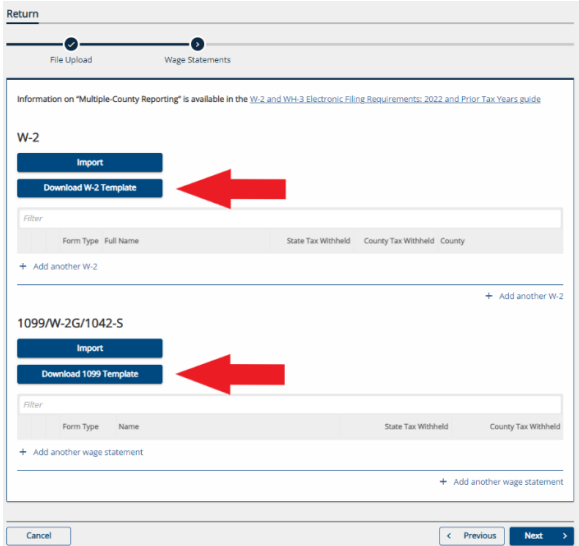 Return
File Upload
Wage Statements
Information on "Multiple-County Reporting" is available in the W-2 and WH-3 Electronic Filing Requirements: 2022 and Prior Tax Years guide
W-2
Import
Download W-2 Template
Filter
Form Type Full Name State Tax Withheld County Tax Withheld County
+ Add another W-2
+ Add another W-2
1099/W-2G/1042-S
Import
Download 1099 Template
Filter
Form Type Name State Tax Withheld County Tax Withheld
+ Add another wage statement
+ Add another wage statement
Cancel < Previous Next >